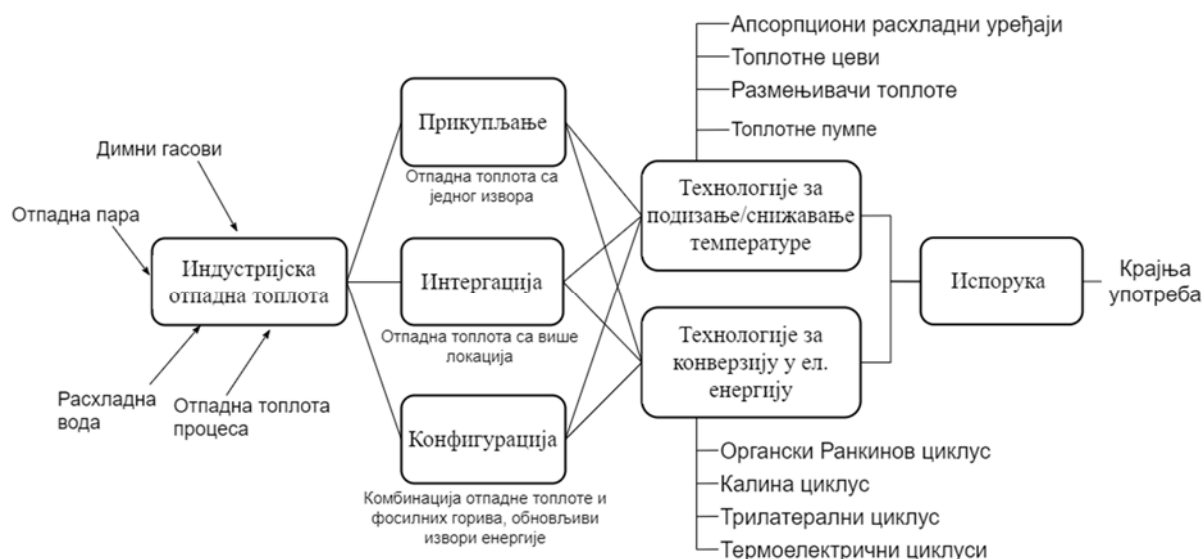 Димни гасови
Отпадна пара
Индустријска
отпадна топлота
Расхладна
вода
Отпадна топлота
процеса
Прикупљање
Отпадна топлота са
једног извора
Интергација
Отпадна топлота са више
локација
Конфигурација
Комбинација отпадне топлоте и
фосилних горива, обновљиви
извори енергије
Апсорпциони расхладни уређаји
Топлотне цеви
Размењивачи топлоте
Топлотне пумпе
Технологије за
подизање/снижавање
температуре
Технологије за
конверзију у ел.
енергију
Органски Ранкинов циклус
Калина циклус
Трилатерални циклус
Термоелектрични циклуси
Испорука
Крајња
употреба